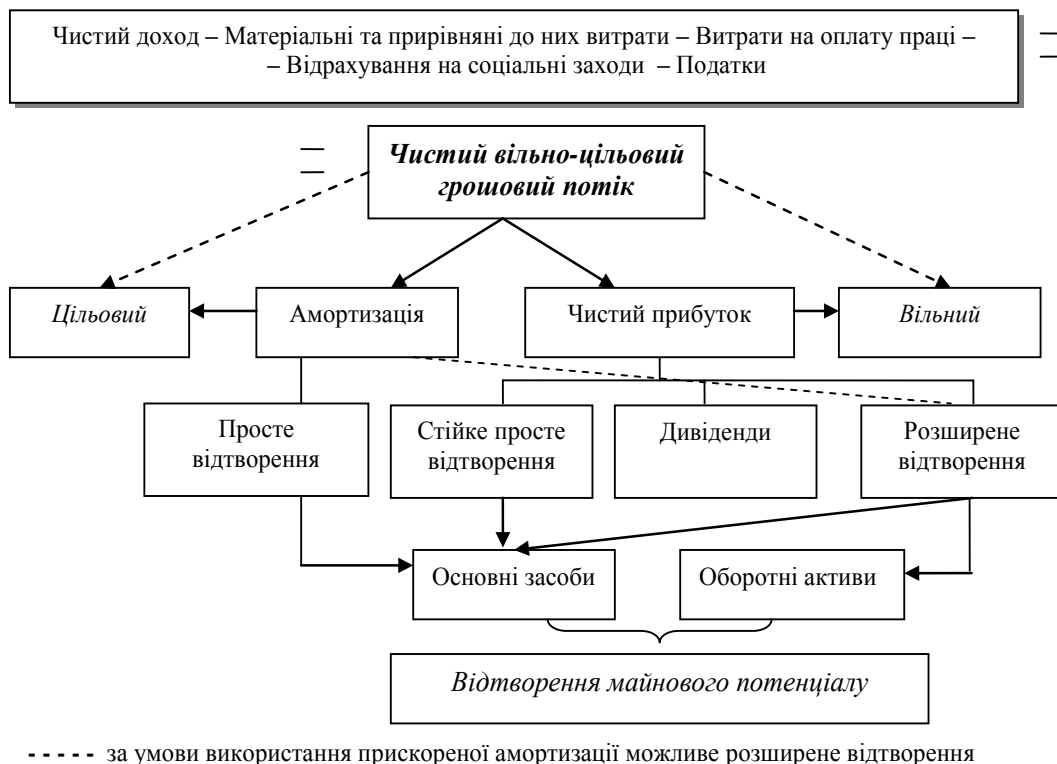 Чистий доход – Матеріальні та прирівняні до них витрати – Витрати на оплату праці –
– Відрахування на соціальні заходи – Податки
=
=
Чистий вільно-цільовий
грошовий потік
Цільовий
Амортизація
Чистий прибуток
Вільний
Просте
відтворення
Стійке просте
відтворення
Дивіденди
Розширене
відтворення
Основні засоби
Оборотні активи
Відтворення майнового потенціалу
- - - - - за умови використання прискореної амортизації можливе розширене відтворення